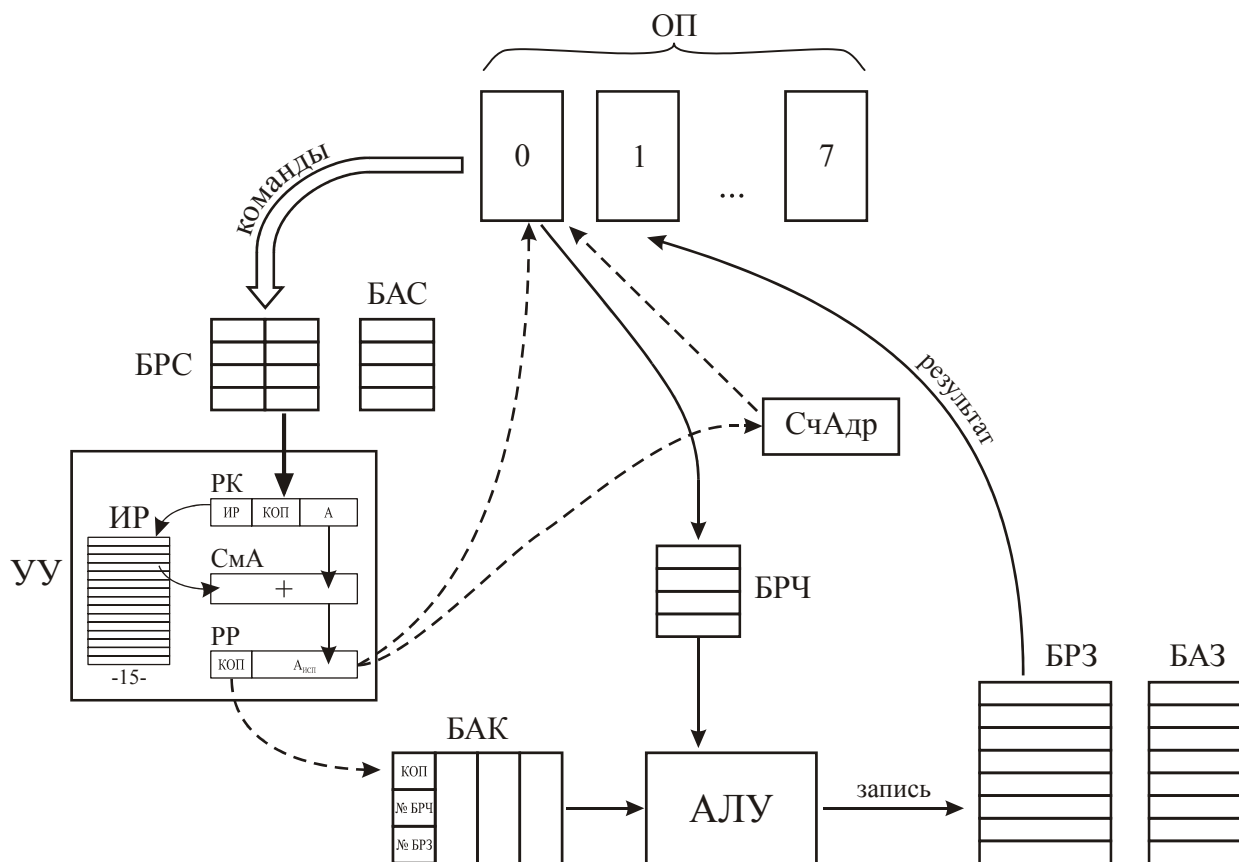 ОП
0
1
...
7
команды
БАС
БРС
СчАдр
результат
РК
ИР
КОП
А
ИР
УУ
СмА
+
БРЧ
РР
КОП
Аисп
-15-
БРЗ
БАЗ
БАК
КОП
№ БРЧ
№ БРЗ
АЛУ
запись